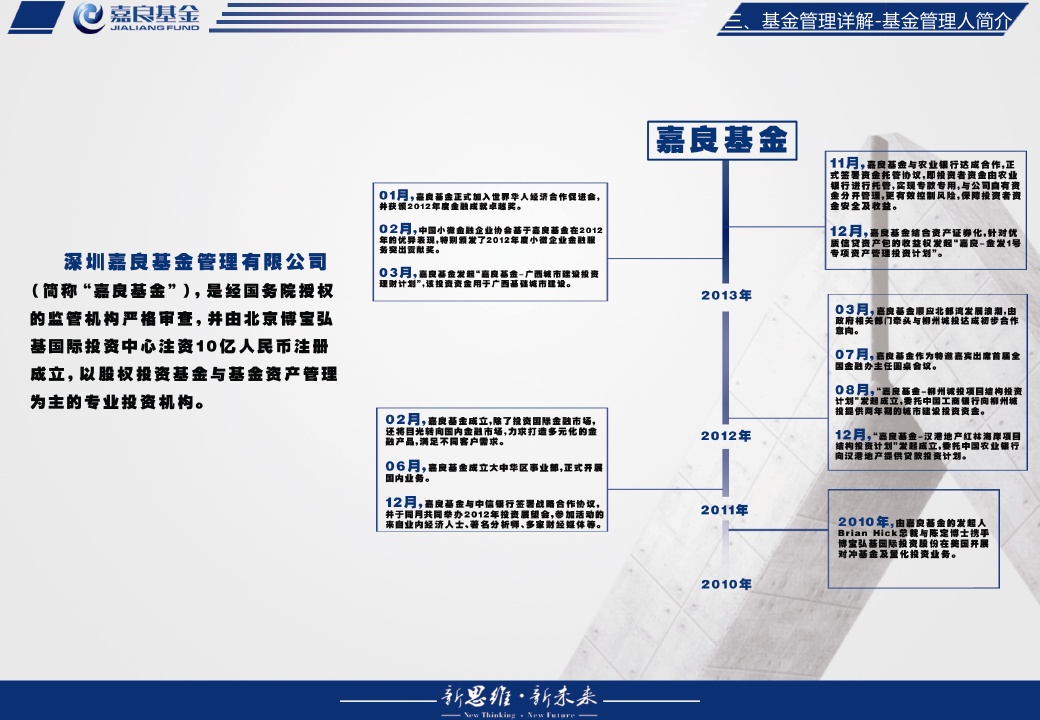 嘉良基金
JIALIANG FUND
三、基金管理详解-基金管理人简介
嘉良基金
深圳嘉良基金管理有限公司
（简称“嘉良基金”），是经国务院授权
的监管机构严格审查，并由北京博宝弘
基国际投资中心注资10亿人民币注册
成立，以股权投资基金与基金资产管理
为主的专业投资机构。
01月，嘉良基金正式加入世界华人经济合作促进会，
并获颁2012年度金融成就卓越奖。
02月，中国小微金融企业协会基于嘉良基金在2012
年的优异表现，特别颁发了2012年度小微企业金融服
务突出贡献奖。
03月，嘉良基金发起“嘉良基金-广西城市建设投资
理财计划”，该投资资金用于广西基础城市建设。
11月，嘉良基金与农业银行达成合作，正
式签署资金托管协议，即投资者资金由农业
银行进行托管，实现专款专用，与公司自有资
金分开管理，更有效控制风险，保障投资者资
金安全及收益。
12月，嘉良基金结合资产证券化，针对优
质信贷资产包的收益权发起“嘉良-金发1号
专项资产管理投资计划”。
2013年
03月，嘉良基金顺应北部湾发展浪潮，由
政府相关部门牵头与柳州城投达成初步合作
意向。
07月，嘉良基金作为特邀嘉宾出席首届全
国金融办主任圆桌会议。
08月，“嘉良基金-柳州城投项目结构投资
计划”发起成立，委托中国工商银行向柳州城
投提供两年期的城市建设投资资金。
12月，“嘉良基金-汉港地产红林海岸项目
结构投资计划”发起成立，委托中国农业银行
向汉港地产提供贷款投资计划。
2012年
02月，嘉良基金成立，除了投资国际金融市场，
还将目光转向国内金融市场，力求打造多元化的金
融产品，满足不同客户需求。
06月，嘉良基金成立大中华区事业部，正式开展
国内业务。
12月，嘉良基金与中信银行签署战略合作协议，
并于同月共同举办2012年投资展望会，参加活动的
来自业内经济人士、著名分析师、多家财经媒体等。
2011年
2010年，由嘉良基金的发起人
Brian Hick总裁与陈定博士携手
博宝弘基国际投资股份在美国开展
对冲基金及量化投资业务。
2010年
新思维·新未来
New Thinking · New Future